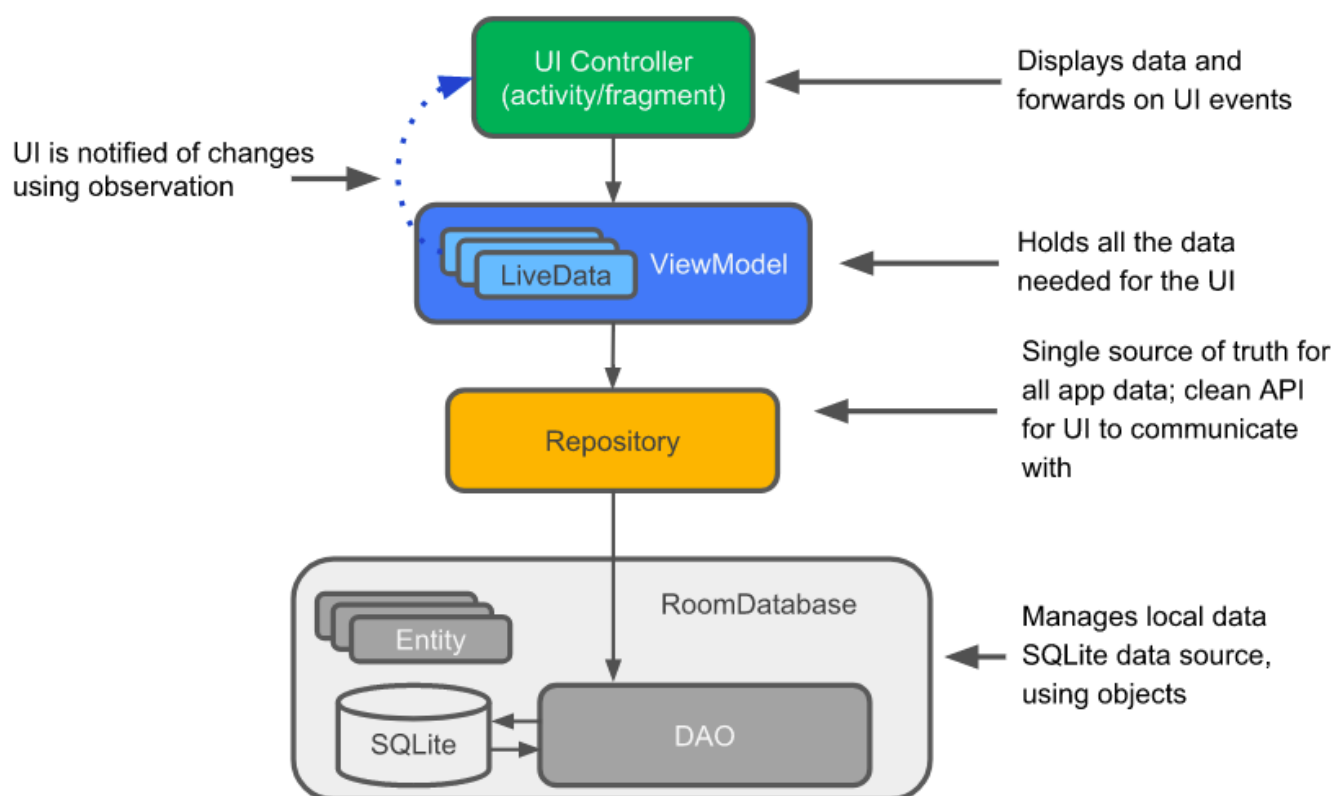 UI Controller
(activity/fragment)
Displays data and
forwards on UI events
UI is notified of changes
using observation
LiveData
ViewModel
Holds all the data
needed for the UI
Repository
Single source of truth for
all app data; clean API
for UI to communicate
with
RoomDatabase
Entity
SQLite
DAO
Manages local data
SQLite data source,
using objects